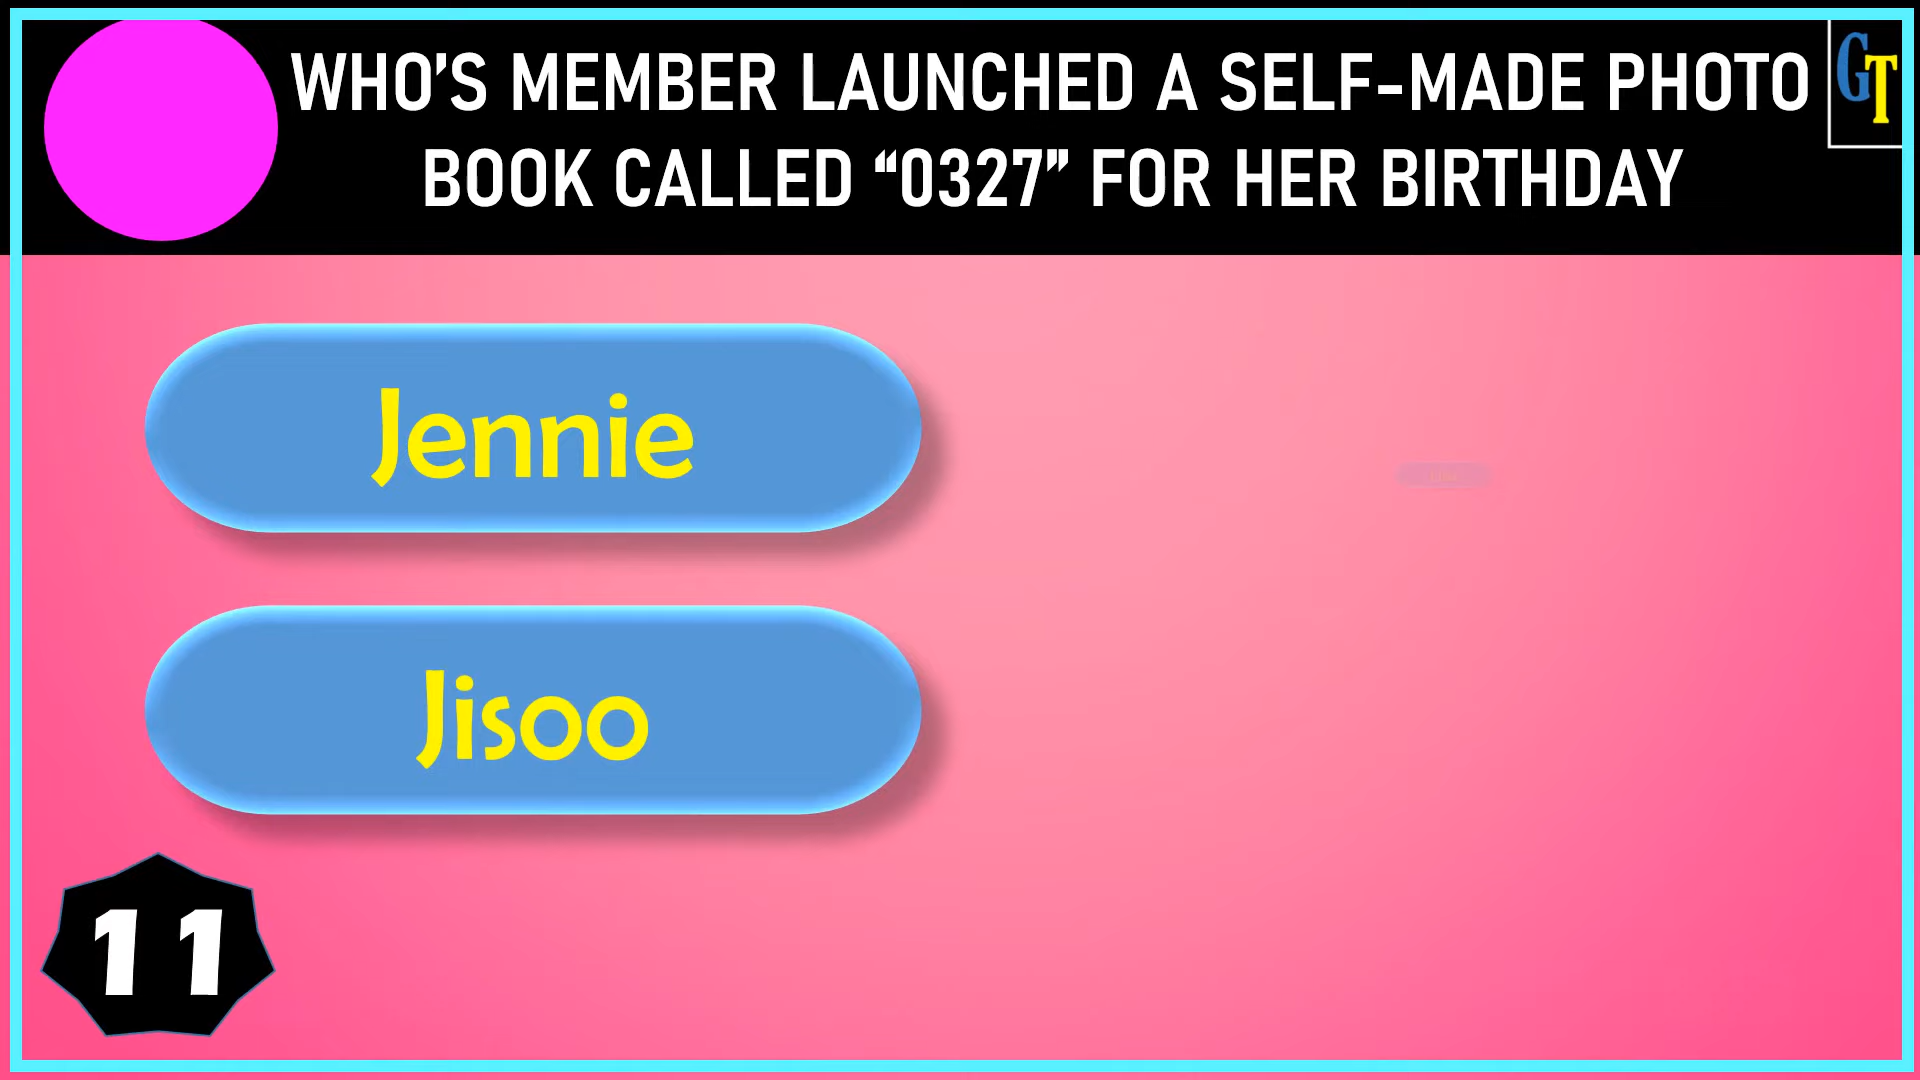 WHO’S MEMBER LAUNCHED A SELF-MADE PHOTO
BOOK CALLED “0327” FOR HER BIRTHDAY
GT
Jennie
Jisoo
11